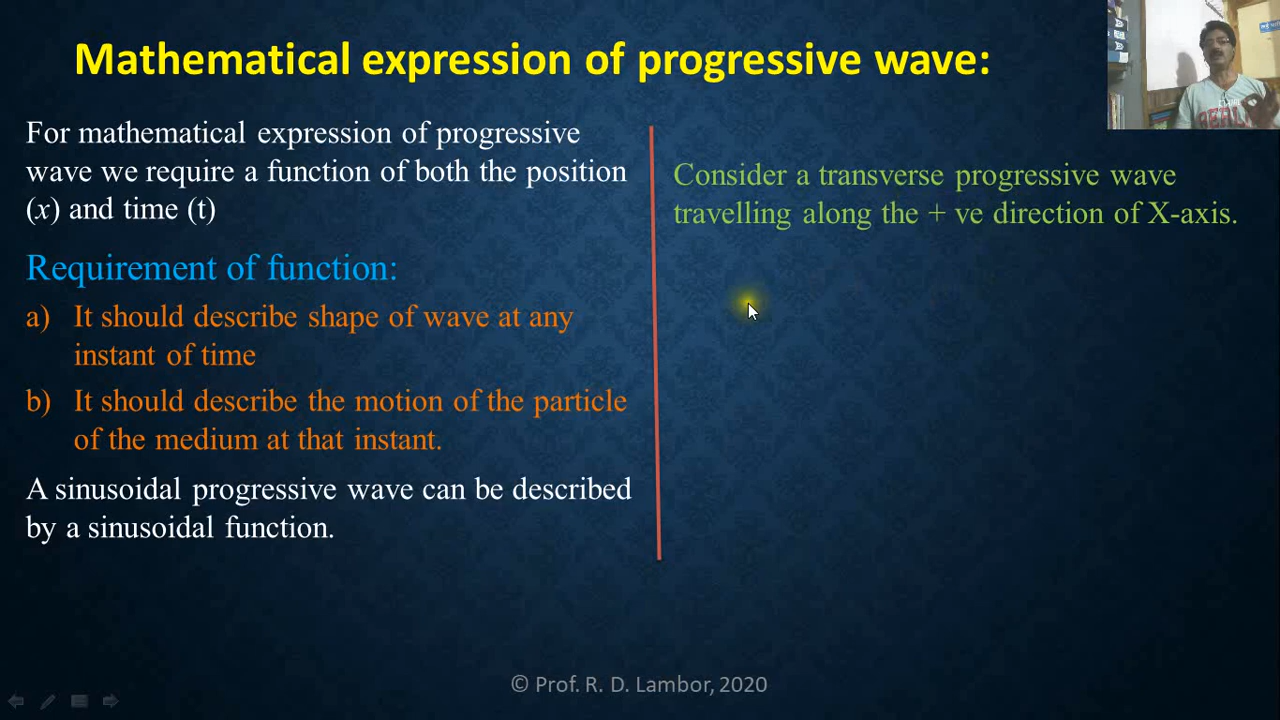 Mathematical expression of progressive wave:
For mathematical expression of progressive
wave we require a function of both the position
(x) and time (t)
Requirement of function:
a) It should describe shape of wave at any
instant of time
b) It should describe the motion of the particle
of the medium at that instant.
A sinusoidal progressive wave can be described
by a sinusoidal function.
Consider a transverse progressive wave
travelling along the + ve direction of X-axis.
© Prof. R. D. Lambor, 2020